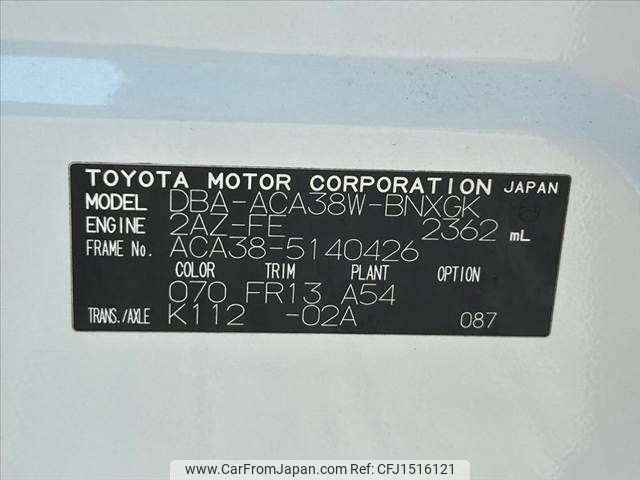 TOYOTA MOTOR CORPORATION JAPAN
MODEL DBA-ACA38W-BNXGK
ENGINE 2AZ-FE 2362 mL
FRAME No. ACA38-5140426
COLOR TRIM PLANT OPTION
070 FR13 A54
TRANS./AXLE K112 -02A 087
www.CarFromJapan.com - CFJ1516121